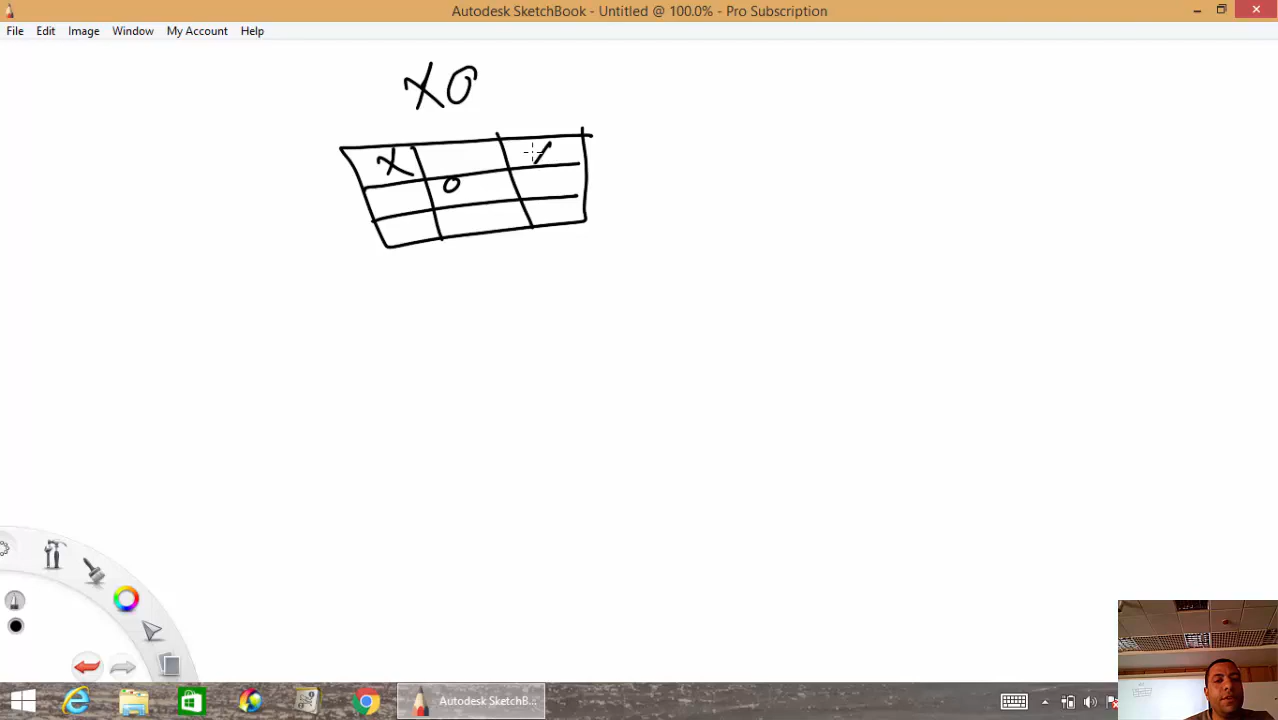 Autodesk SketchBook - Untitled @ 100.0% - Pro Subscription
File Edit Image Window My Account Help
XO
X
O
Autodesk SketchB...